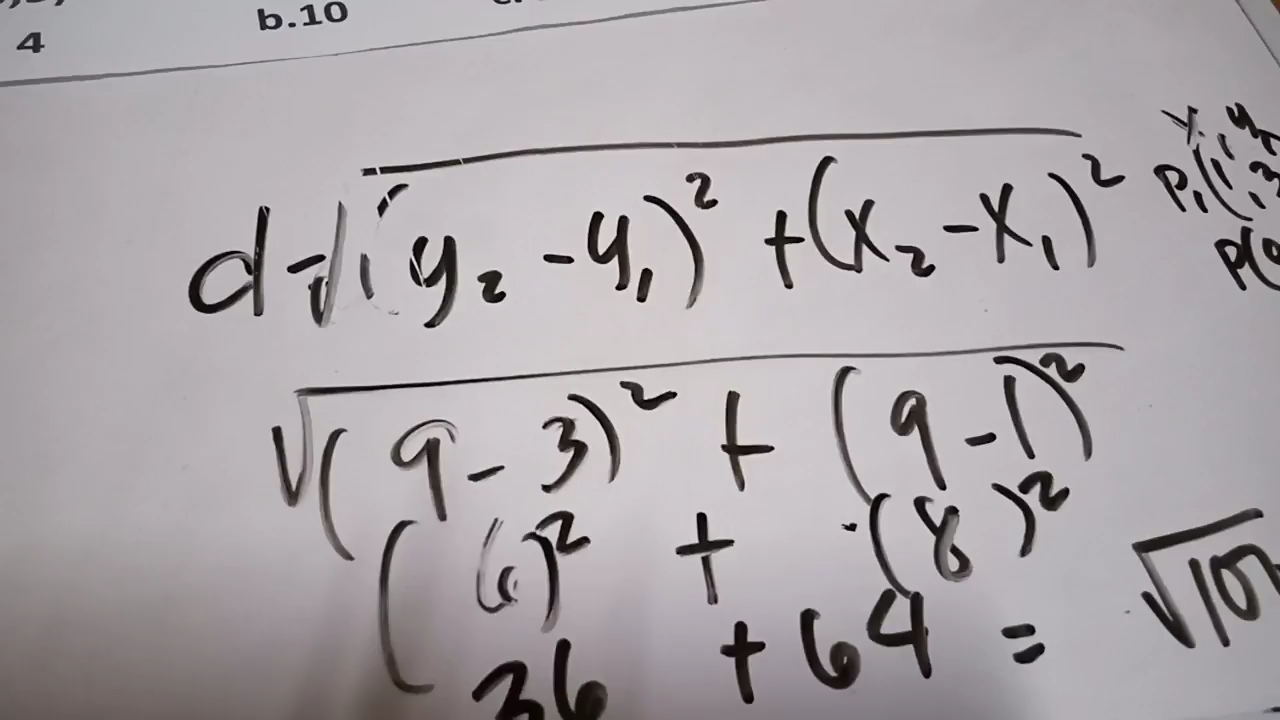 4
b.10
d=√(y₂-y₁)² +(x₂-x₁)²
√(9-3)² + (9-1)²
(6)² + (8)²
36 +64 =